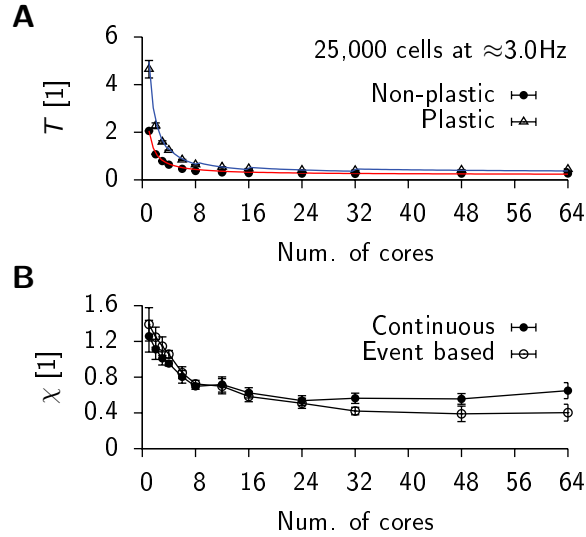 A
6
4
2
0
T [1]
25,000 cells at ≈3.0Hz
Non-plastic
Plastic
0 8 16 24 32 40 48 56 64
Num. of cores
B
1.6
1.2
0.8
0.4
0
χ [1]
Continuous
Event based
0 8 16 24 32 40 48 56 64
Num. of cores